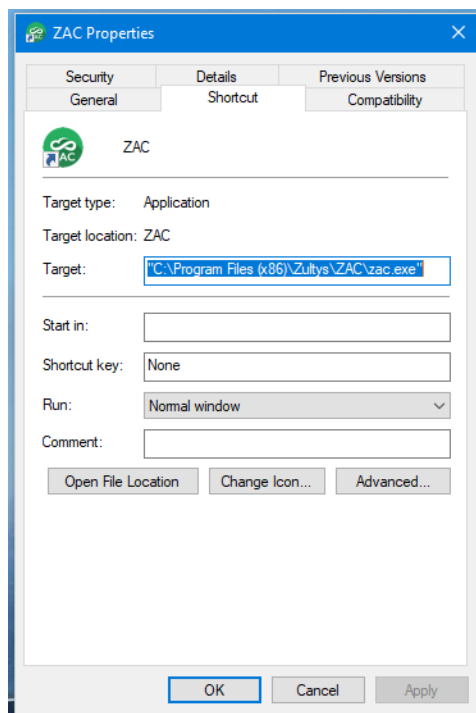 ZAC Properties
Security Details Previous Versions
General Shortcut Compatibility
AC ZAC
Target type: Application
Target location: ZAC
Target: "C:\Program Files (x86)\Zultys\ZAC\zac.exe"
Start in:
Shortcut key: None
Run: Normal window
Comment:
Open File Location Change Icon... Advanced...
OK Cancel Apply